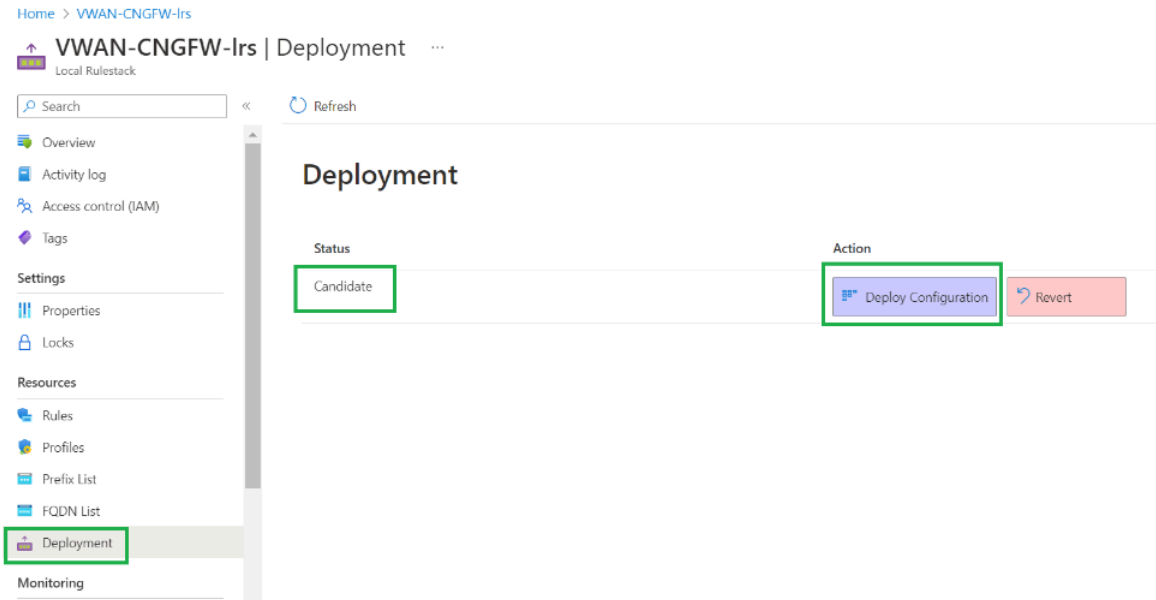 Home > VWAN-CNGFW-lrs
VWAN-CNGFW-lrs | Deployment ...
Local Rulestack
Search «
Refresh
Overview
Activity log
Access control (IAM)
Tags
Settings
Properties
Locks
Resources
Rules
Profiles
Prefix List
FQDN List
Deployment
Monitoring
Deployment
Status Action
Candidate Deploy Configuration Revert